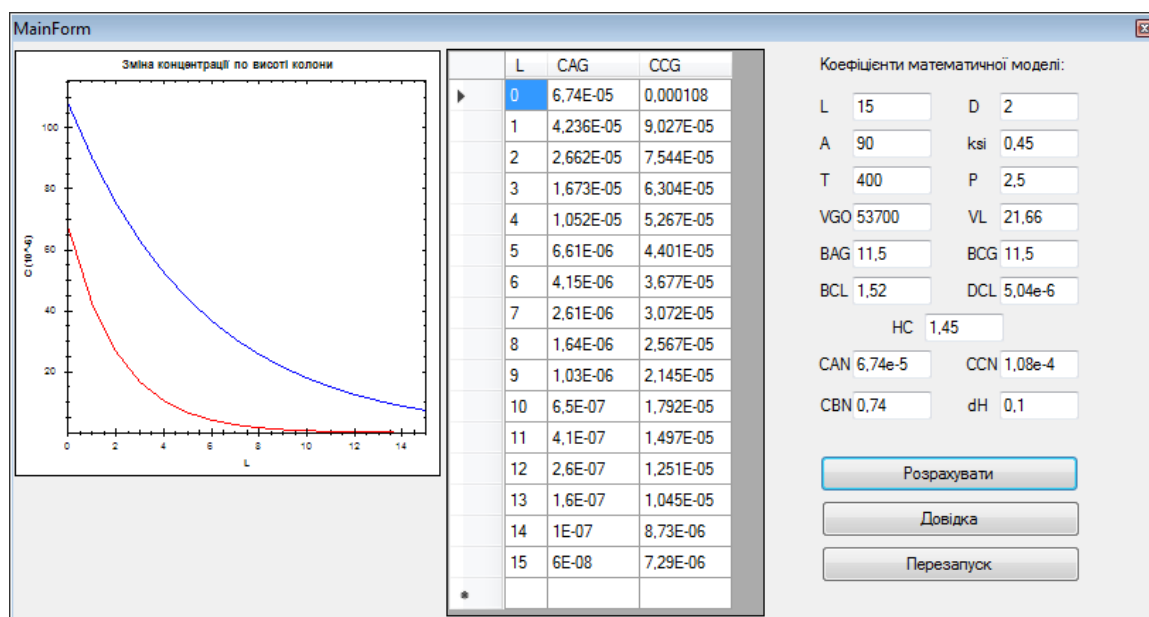 MainForm
Зміна концентрації по висоті колони
C (10^-6)
100
80
60
40
20
0 2 4 6 8 10 12 14
L
L CAG CCG
0 6,74E-05 0,000108
1 4,236E-05 9,027E-05
2 2,662E-05 7,544E-05
3 1,673E-05 6,304E-05
4 1,052E-05 5,267E-05
5 6,61E-06 4,401E-05
6 4,15E-06 3,677E-05
7 2,61E-06 3,072E-05
8 1,64E-06 2,567E-05
9 1,03E-06 2,145E-05
10 6,5E-07 1,792E-05
11 4,1E-07 1,497E-05
12 2,6E-07 1,251E-05
13 1,6E-07 1,045E-05
14 1E-07 8,73E-06
15 6E-08 7,29E-06
Коефіцієнти математичної моделі:
L 15 D 2
A 90 ksi 0,45
T 400 P 2,5
VGO 53700 VL 21,66
BAG 11,5 BCG 11,5
BCL 1,52 DCL 5,04e-6
HC 1,45
CAN 6,74e-5 CCN 1,08e-4
CBN 0,74 dH 0,1
Розрахувати
Довідка
Перезапуск